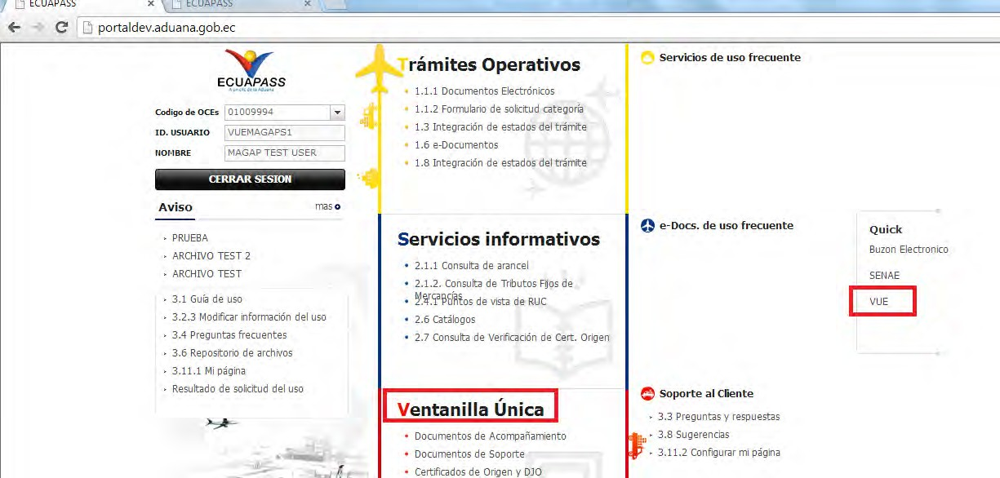 ECUAPASS
ECUAPASS
portaldev.aduana.gob.ec
ECUAPASS
Codigo de OCEs 01009994
ID. USUARIO VUEMAGAPS1
NOMBRE MAGAP TEST USER
CERRAR SESION
Aviso mas
PRUEBA
ARCHIVO TEST 2
ARCHIVO TEST
3.1 Guía de uso
3.2.3 Modificar información del uso
3.4 Preguntas frecuentes
3.6 Repositorio de archivos
3.11.1 Mi página
Resultado de solicitud del uso
Trámites Operativos
1.1.1 Documentos Electrónicos
1.1.2 Formulario de solicitud categoría
1.3 Integración de estados del trámite
1.6 e-Documentos
1.8 Integración de estados del trámite
Servicios informativos
2.1.1 Consulta de arancel
2.1.2. Consulta de Tributos Fijos de
Mercancías
2.4.1 Puntos de vista de RUC
2.6 Catálogos
2.7 Consulta de Verificación de Cert. Origen
Ventanilla Única
Documentos de Acompañamiento
Documentos de Soporte
Certificados de Origen y DJO
Servicios de uso frecuente
e-Docs. de uso frecuente
Soporte al Cliente
3.3 Preguntas y respuestas
3.8 Sugerencias
3.11.2 Configurar mi página
Quick
Buzon Electronico
SENAE
VUE